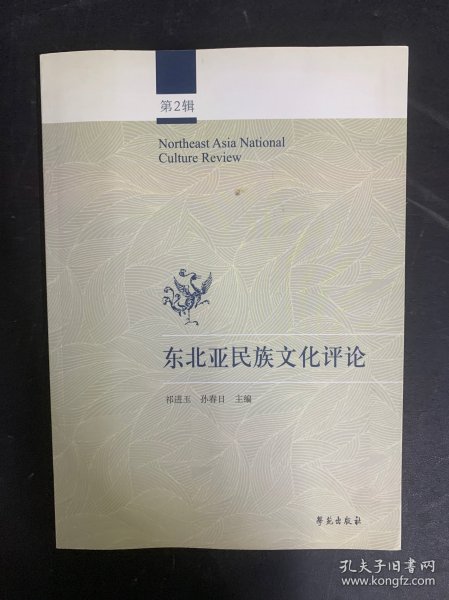 第2辑
Northeast Asia National
Culture Review
东北亚民族文化评论
祁进玉 孙春日 主编
学苑出版社
孔夫子旧书网
www.kongfz.com